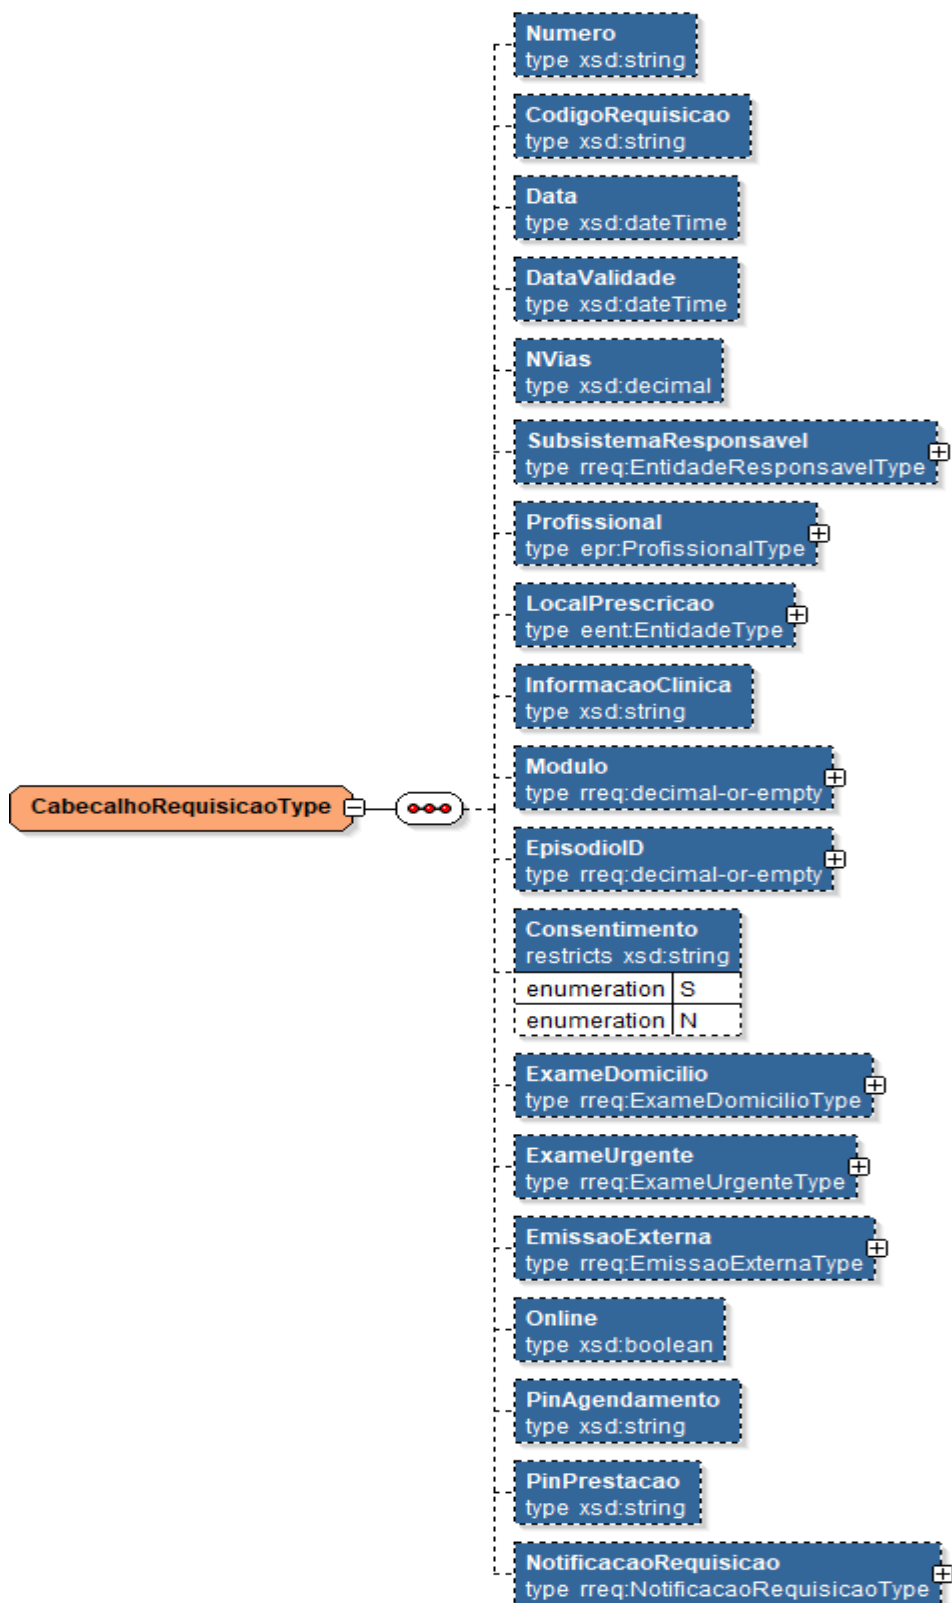 Numero
type xsd:string
CodigoRequisicao
type xsd:string
Data
type xsd:dateTime
DataValidade
type xsd:dateTime
NVias
type xsd:decimal
SubsistemaResponsavel
type rreq:EntidadeResponsavelType
Profissional
type epr:ProfissionalType
LocalPrescricao
type eent:EntidadeType
InformacaoClinica
type xsd:string
Modulo
type rreq:decimal-or-empty
CabecalhoRequisicaoType
EpisodioID
type rreq:decimal-or-empty
Consentimento
restricts xsd:string
enumeration S
enumeration N
ExameDomicilio
type rreq:ExameDomicilioType
ExameUrgente
type rreq:ExameUrgenteType
EmissaoExterna
type rreq:EmissaoExternaType
Online
type xsd:boolean
PinAgendamento
type xsd:string
PinPrestacao
type xsd:string
NotificacaoRequisicao
type rreq:NotificacaoRequisicaoType